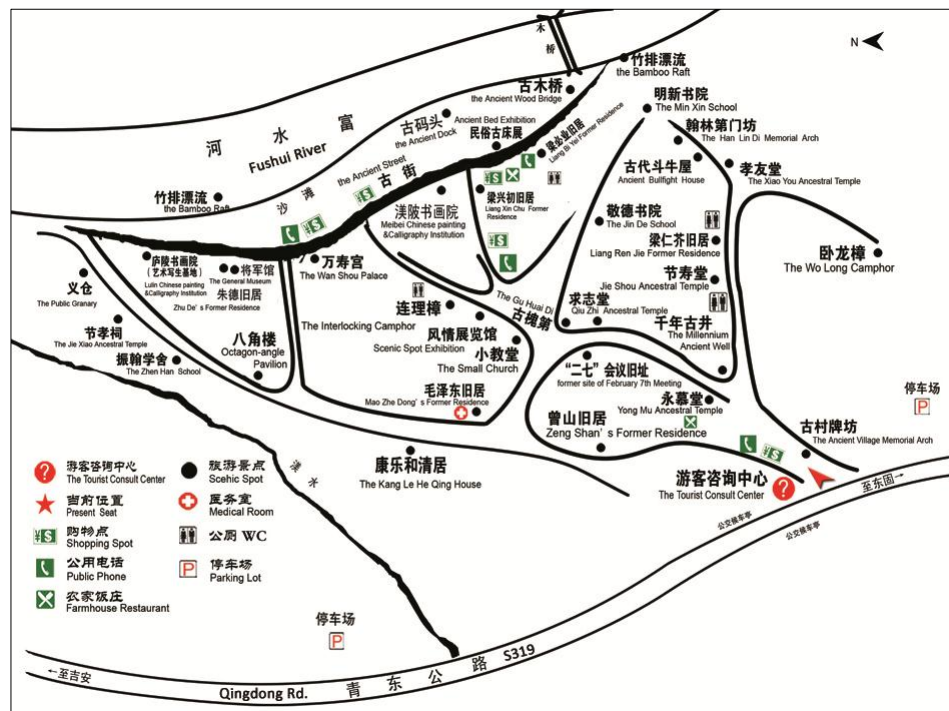 木桥
N
竹排漂流
the Bamboo Raft
古木桥
the Ancient Wood Bridge
明新书院
The Min Xin School
古码头
the Ancient Dock
Ancient Bed Exhibition
民俗古床展
梁必业旧居
Liang Bi Yei Former Residence
翰林第门坊
The Han Lin Di Memorial Arch
河水富
Fushui River
古代斗牛屋
Ancient Bullfight House
孝友堂
The Xiao You Ancestral Temple
the Ancient Street
古街
沙滩
竹排漂流
the Bamboo Raft
渼陂书画院
Meibei Chinese painting
&Calligraphy Institution
梁兴初旧居
Liang Xin Chu Former
Residence
敬德书院
The Jin De School
梁仁芥旧居
Liang Ren Jie Former Residence
卧龙樟
The Wo Long Camphor
庐陵书画院
(艺术写生基地)
Lulin Chinese painting
&Calligraphy Institution
将军馆
The General Museum
朱德旧居
Zhu De's Former Residence
万寿宫
The Wan Shou Palace
节寿堂
Jie Shou Ancestral Temple
义仓
The Public Granary
连理樟
The Interlocking Camphor
The Gu Huai Di
古槐第
求志堂
Qiu Zhi Ancestral Temple
千年古井
The Millennium
Ancient Well
节孝祠
The Jie Xiao Ancestral Temple
八角楼
Octagon-angle
Pavilion
风情展览馆
Scenic Spot Exhibition
小教堂
The Small Church
振翰学舍
The Zhen Han School
“二七”会议旧址
former site of February 7th Meeting
毛泽东旧居
Mao Zhe Dong's Former Residence
永慕堂
Yong Mu Ancestral Temple
停车场
P
曾山旧居
Zeng Shan's Former Residence
古村牌坊
The Ancient Village Memorial Arch
康乐和清居
The Kang Le He Qing House
游客咨询中心
The Tourist Consult Center
?
至东固→
公交候车亭
公交候车亭
溪水
? 游客咨询中心
The Tourist Consult Center
旅游景点
Scehic Spot
当前位置
Present Seat
医务室
Medical Room
¥$ 购物点
Shopping Spot
公厕 WC
公用电话
Public Phone
P 停车场
Parking Lot
农家饭庄
Farmhouse Restaurant
停车场
P
←至吉安
Qingdong Rd. 青东公路 S319